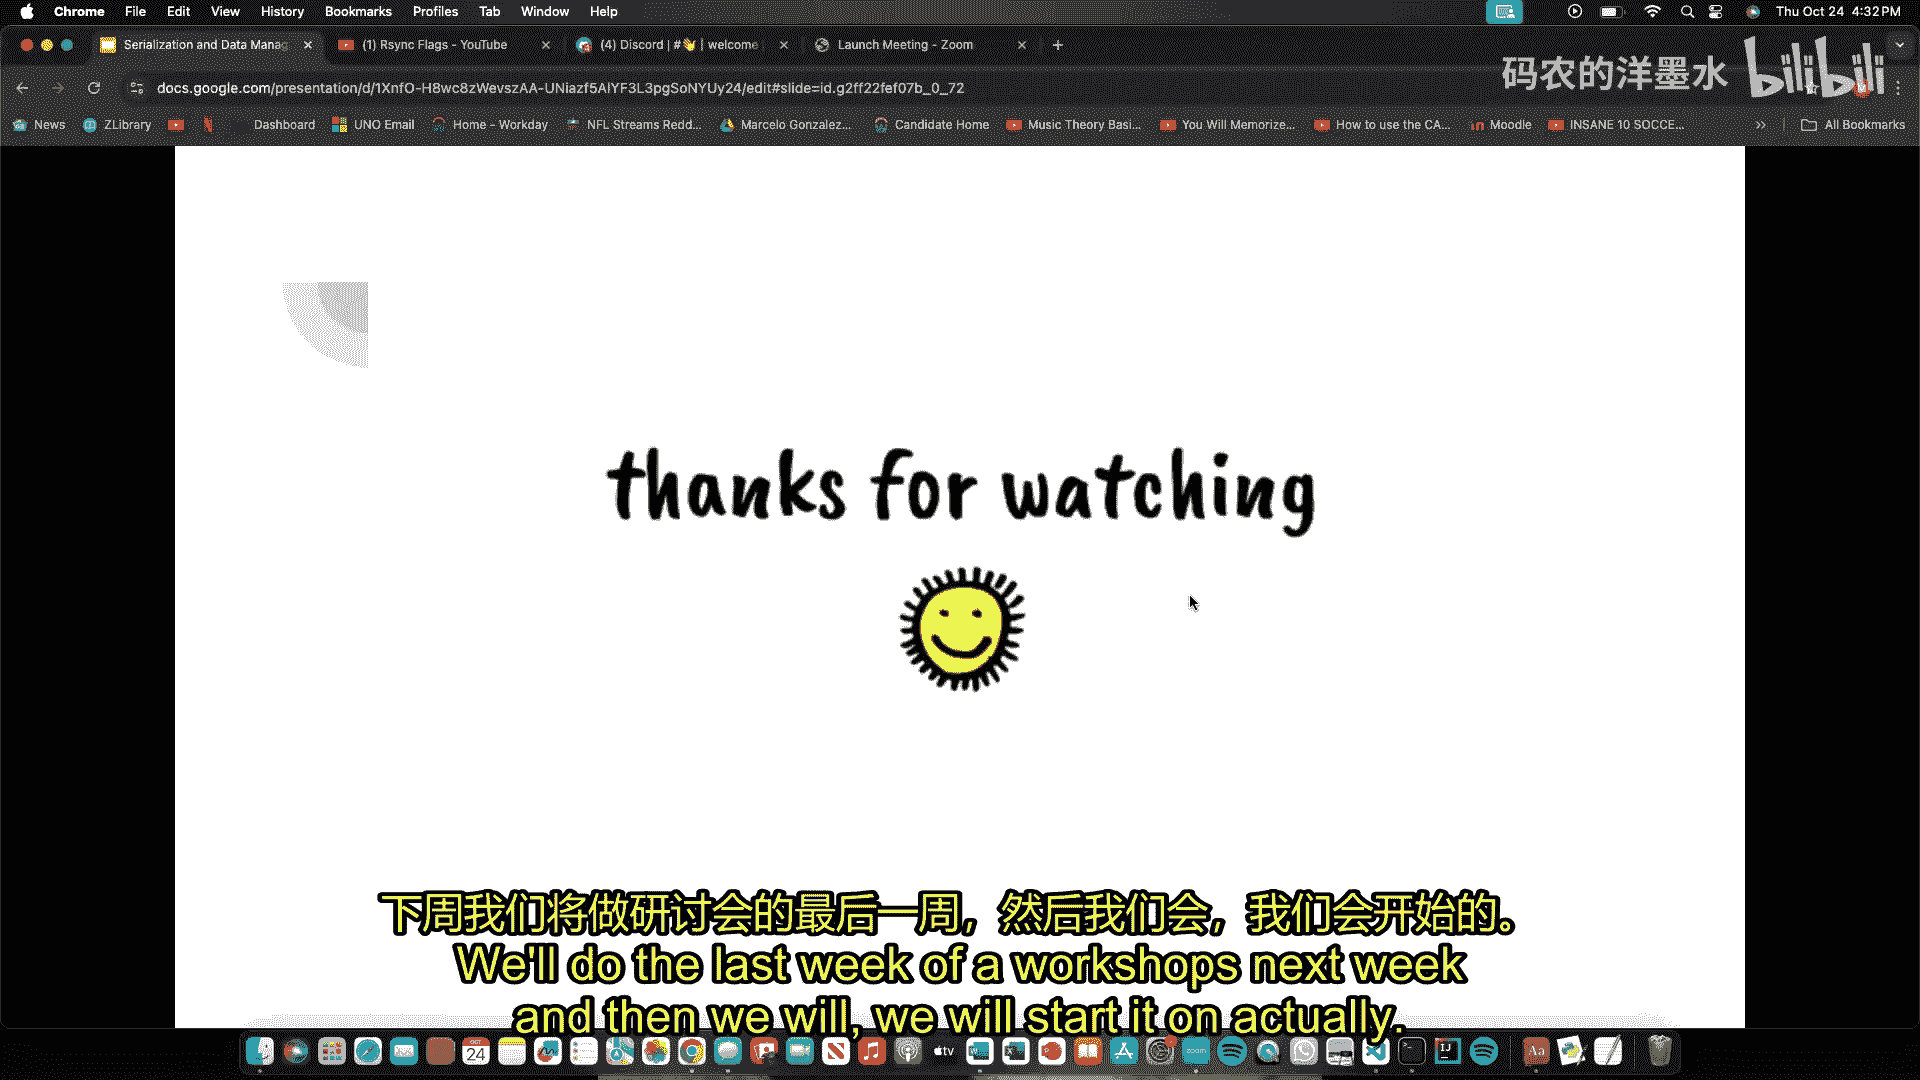 Chrome File Edit View History Bookmarks Profiles Tab Window Help Thu Oct 24 4:32 PM
Serialization and Data Manag (1) Rsync Flags - YouTube (4) Discord | #👋 | welcome Launch Meeting - Zoom
码农的洋墨水 bilibili
docs.google.com/presentation/d/1XnfO-H8wc8zWevszAA-UNiazf5AlYF3L3pgSoNYUy24/edit#slide=id.g2ff22fef07b_0_72
News ZLibrary Dashboard UNO Email Home - Workday NFL Streams Redd... Marcelo Gonzalez... Candidate Home Music Theory Basi... You Will Memorize... How to use the CA... Moodle INSANE 10 SOCCE... All Bookmarks
thanks for watching
下周我们将做研讨会的最后一周，然后我们会，我们会开始的。
We'll do the last week of a workshops next week
and then we will, we will start it on actually.
OCT
24
tv
zoom
IJ
Aa